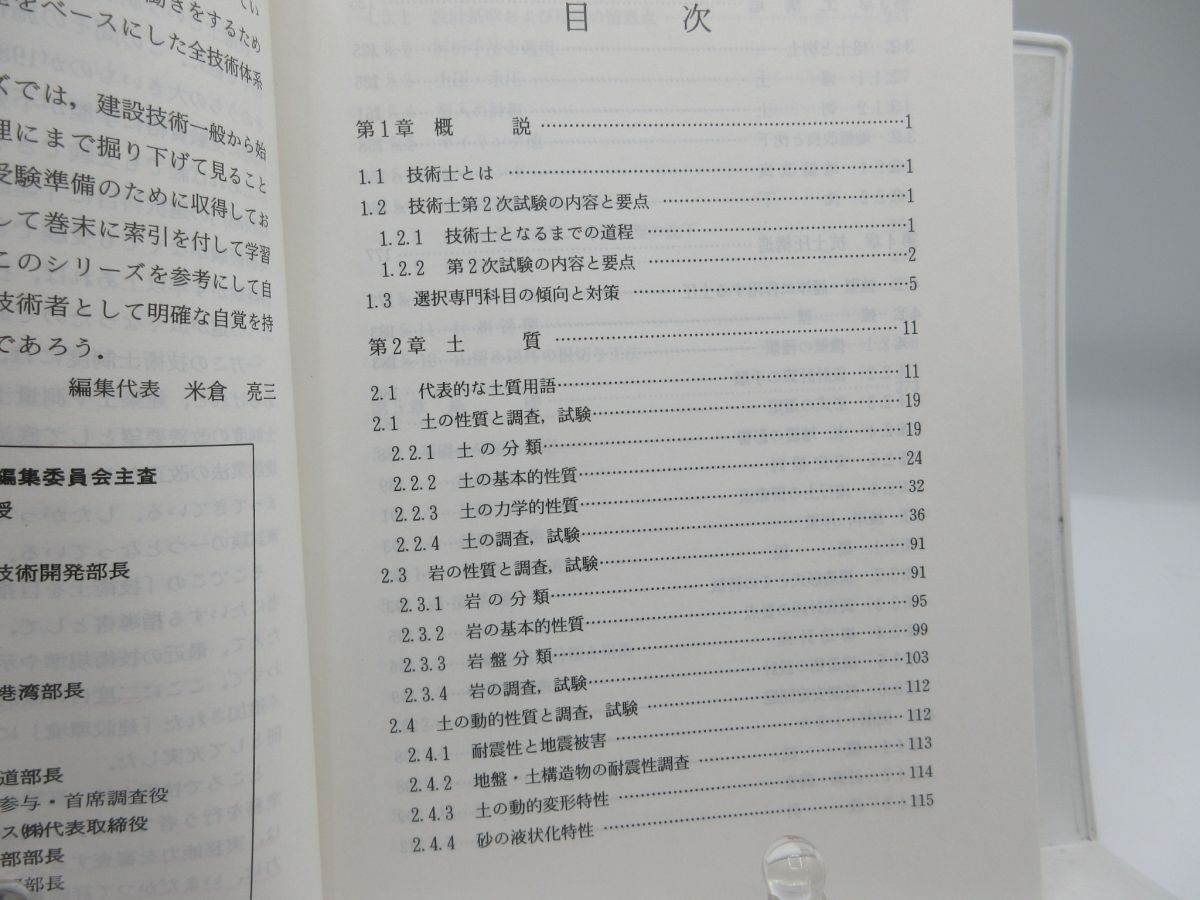 をベースにした全技術体系
では，建設技術一般から始
理にまで掘り下げて見ること
受験準備のために収得してお
して巻末に索引を付して学習
このシリーズを参考にして自
技術者として明確な自覚を持
であろう．
編集代表 米倉 亮三
編集委員会主査
授
技術開発部長
港湾部長
道部長
参与・首席調査役
ス㈱代表取締役
部部長
部長
目 次
第1章 概 説 …… 1
1.1 技術士とは …… 1
1.2 技術士第2次試験の内容と要点 …… 1
1.2.1 技術士となるまでの道程 …… 1
1.2.2 第2次試験の内容と要点 …… 2
1.3 選択専門科目の傾向と対策 …… 5
第2章 土 質 …… 11
2.1 代表的な土質用語 …… 11
2.1 土の性質と調査，試験 …… 19
2.2.1 土の分類 …… 19
2.2.2 土の基本的性質 …… 24
2.2.3 土の力学的性質 …… 32
2.2.4 土の調査，試験 …… 36
2.3 岩の性質と調査，試験 …… 91
2.3.1 岩の分類 …… 91
2.3.2 岩の基本的性質 …… 95
2.3.3 岩盤分類 …… 99
2.3.4 岩の調査，試験 …… 103
2.4 土の動的性質と調査，試験 …… 112
2.4.1 耐震性と地震被害 …… 112
2.4.2 地盤・土構造物の耐震性調査 …… 113
2.4.3 土の動的変形特性 …… 114
2.4.4 砂の液状化特性 …… 115